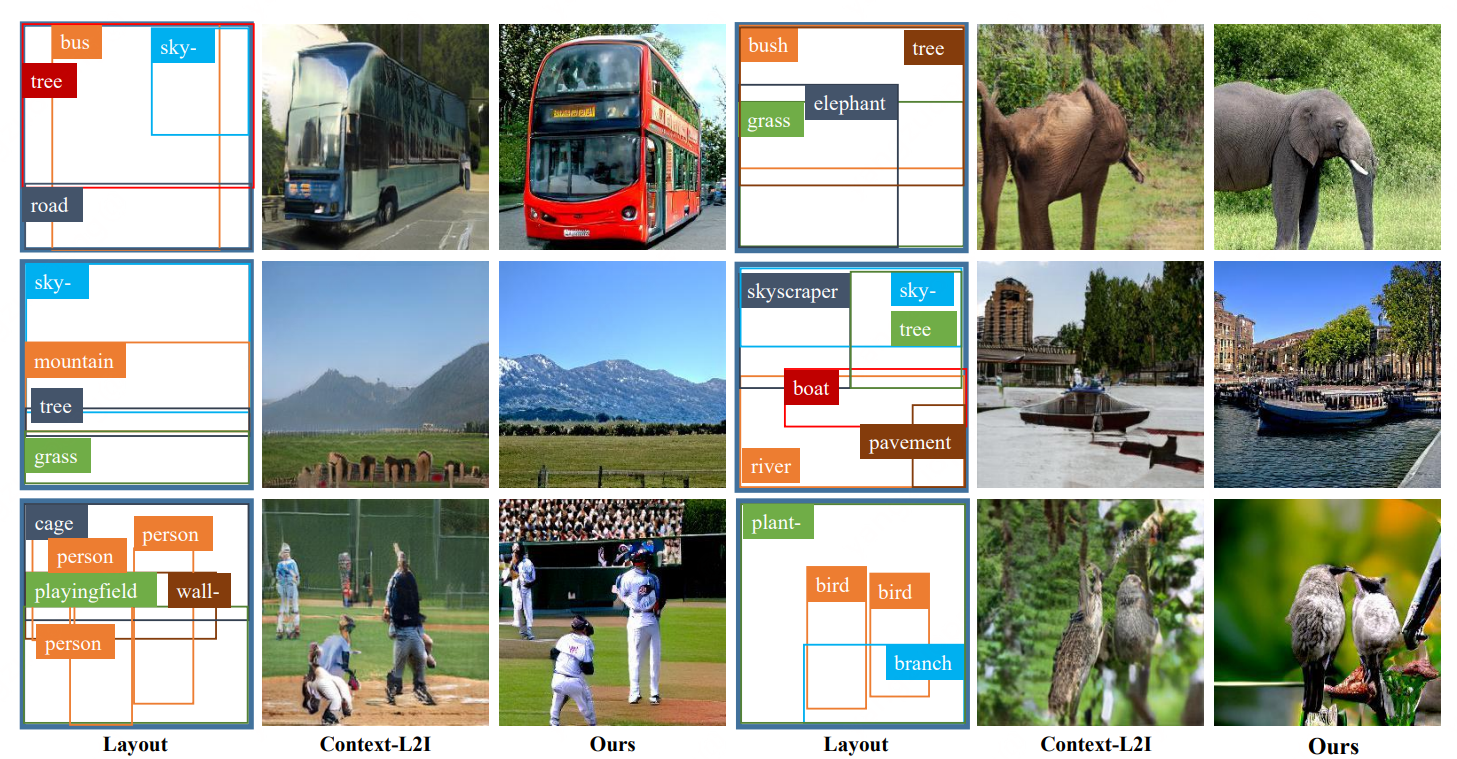 bus
sky-
tree
road
bush
tree
elephant
grass
sky-
mountain
tree
grass
skyscraper
sky-
tree
boat
pavement
river
cage
person
person
playingfield
wall-
person
plant-
bird
bird
branch
Layout
Context-L2I
Ours
Layout
Context-L2I
Ours